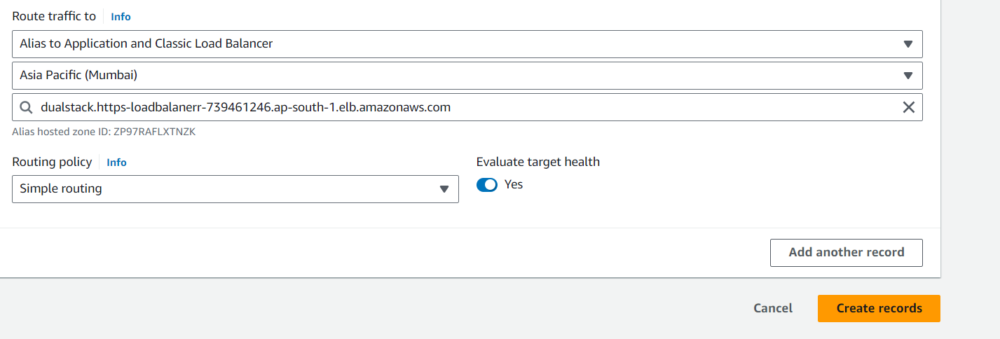 Route traffic to Info
Alias to Application and Classic Load Balancer
Asia Pacific (Mumbai)
dualstack.https-loadbalanerr-739461246.ap-south-1.elb.amazonaws.com
Alias hosted zone ID: ZP97RAFLXTNZK
Routing policy Info
Evaluate target health
Simple routing
Yes
Add another record
Cancel
Create records